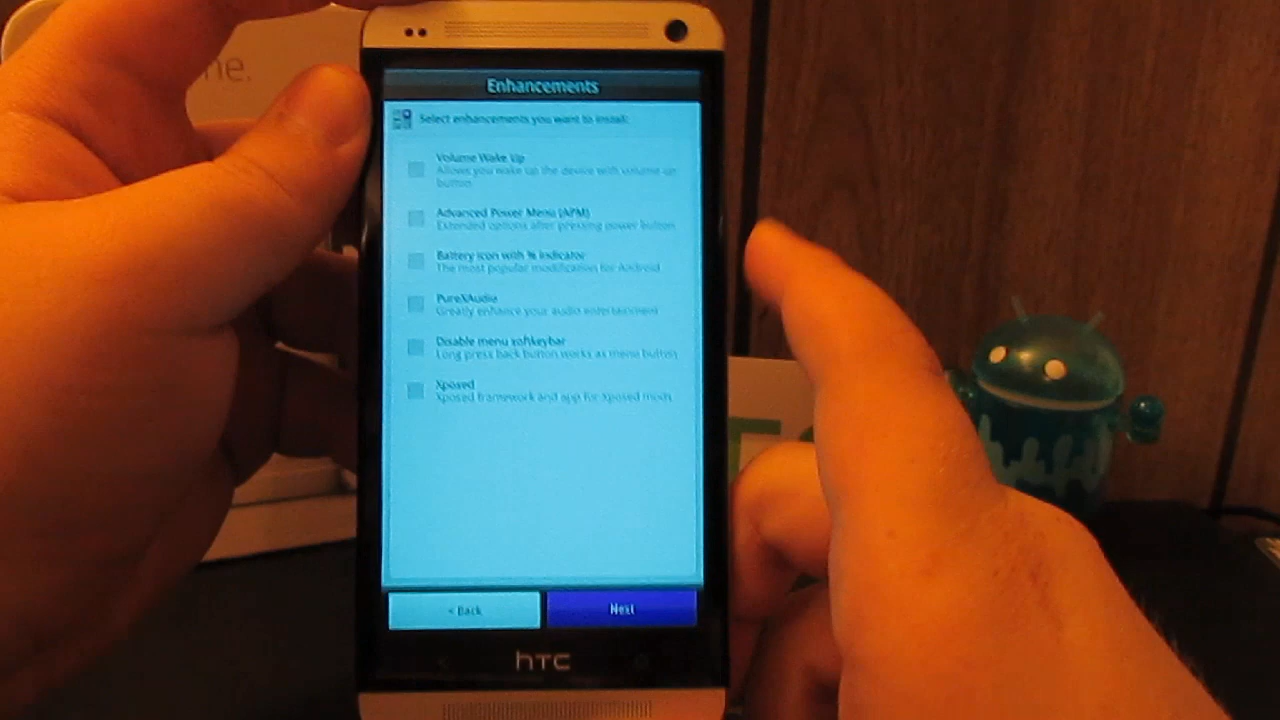 ne.
Enhancements
Select enhancements you want to install:
Volume Wake Up
Allows you wake up the device with volume up
button
Advanced Power Menu (APM)
Extended options after pressing power button
Battery icon with % indicator
The most popular modification for Android
PureXAudio
Greatly enhance your audio entertainment
Disable menu softkeybar
Long press back button works as menu button
Xposed
Xposed framework and app for Xposed mods
< Back
Next
hTC